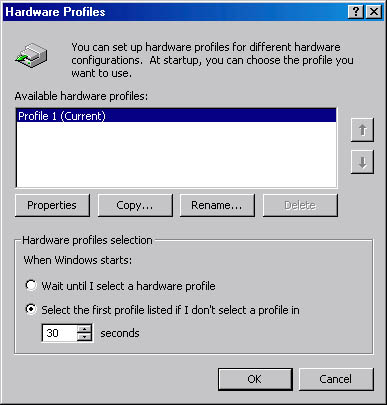 Hardware Profiles
You can set up hardware profiles for different hardware
configurations. At startup, you can choose the profile you
want to use.
Available hardware profiles:
Profile 1 (Current)
Properties
Copy...
Rename...
Delete
Hardware profiles selection
When Windows starts:
Wait until I select a hardware profile
Select the first profile listed if I don't select a profile in
30 seconds
OK
Cancel